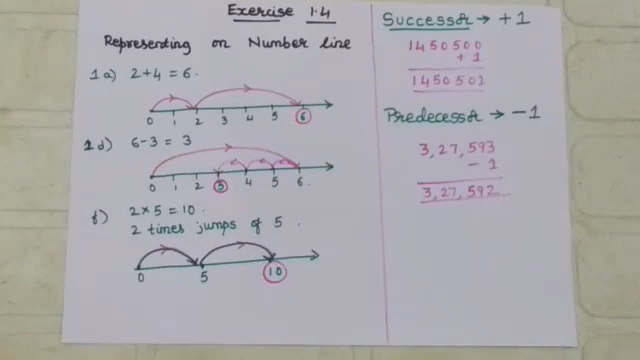 Exercise 1.4
Representing on Number line
1 a) 2+4 = 6.
0 1 2 3 4 5 6
1 d) 6-3 = 3
0 1 2 3 4 5 6.
f) 2 × 5 = 10.
2 times jumps of 5.
0 5 10
Successor → +1
1450500
+ 1
1450501
Predecessor → -1
3,27,593
- 1
3,27,592